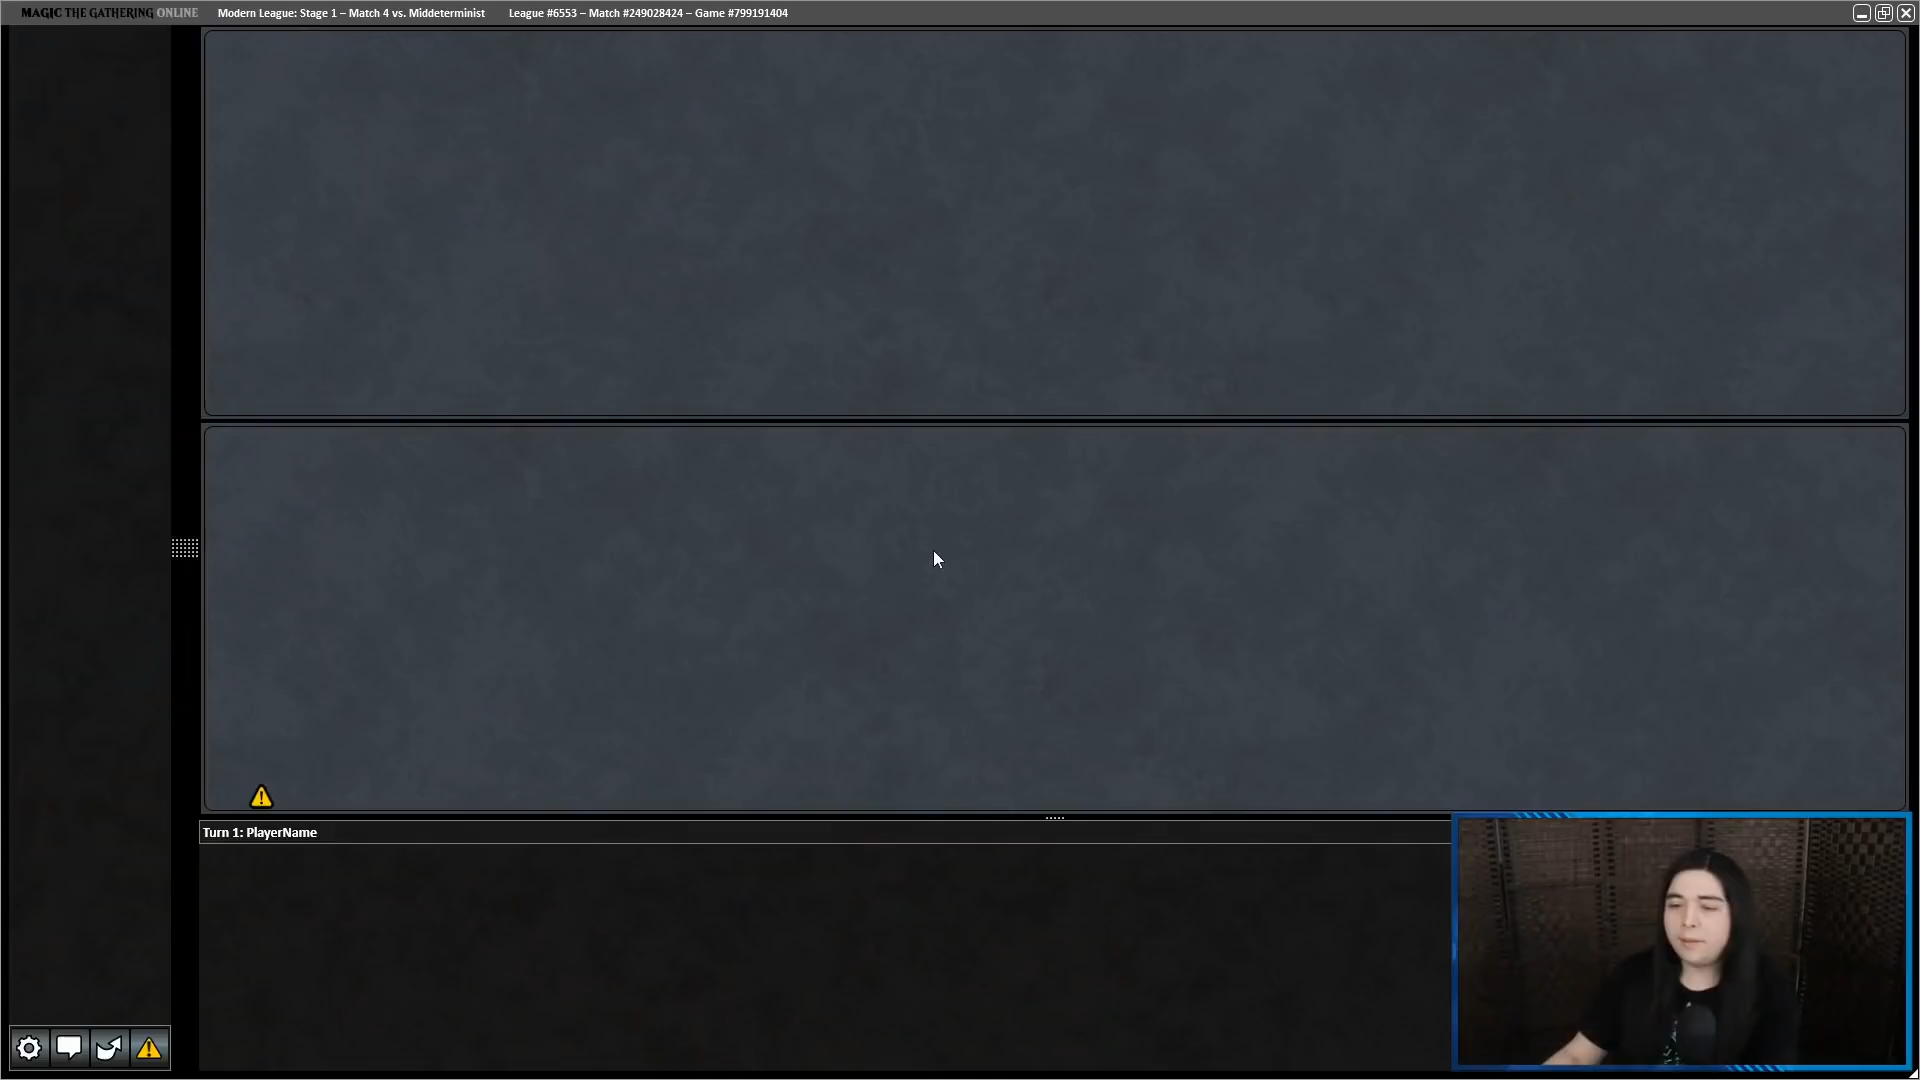 MAGIC THE GATHERING ONLINE Modern League: Stage 1 – Match 4 vs. Middeterminist League #6553 – Match #249028424 – Game #799191404
Turn 1: PlayerName